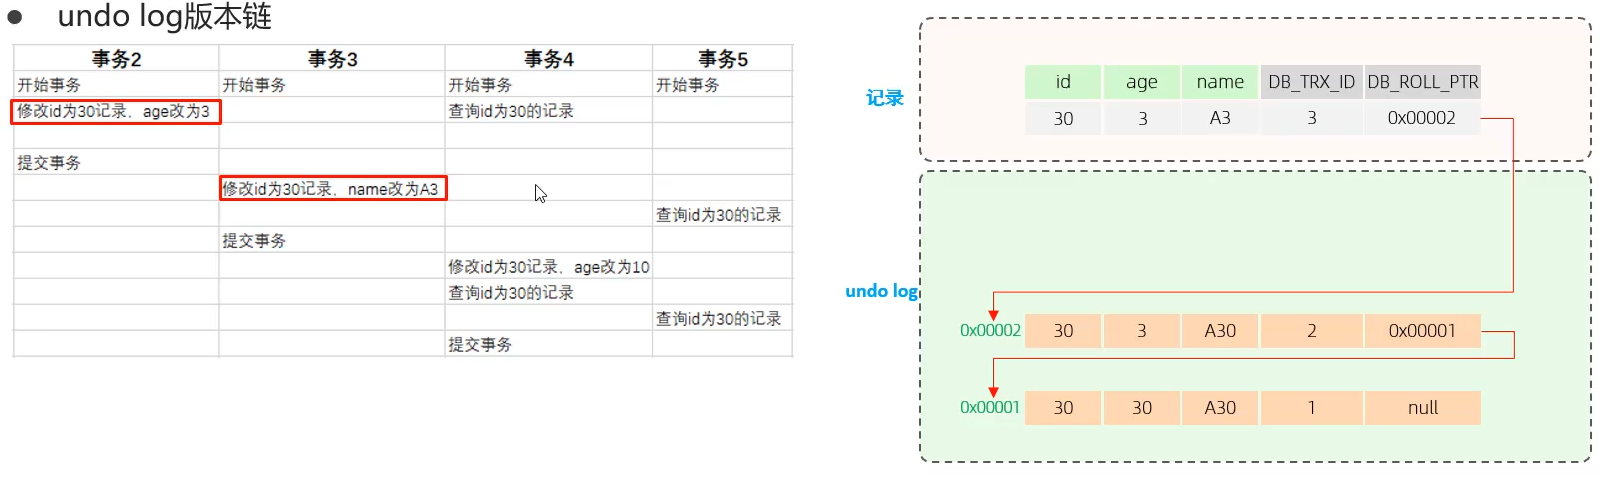 ● undo log版本链
事务2 事务3 事务4 事务5
开始事务 开始事务 开始事务 开始事务
修改id为30记录、age改为3 查询id为30的记录
提交事务
修改id为30记录、name改为A3
查询id为30的记录
提交事务
修改id为30记录、age改为10
查询id为30的记录
查询id为30的记录
提交事务
记录
id age name DB_TRX_ID DB_ROLL_PTR
30 3 A3 3 0x00002
undo log
0x00002 30 3 A30 2 0x00001
0x00001 30 30 A30 1 null